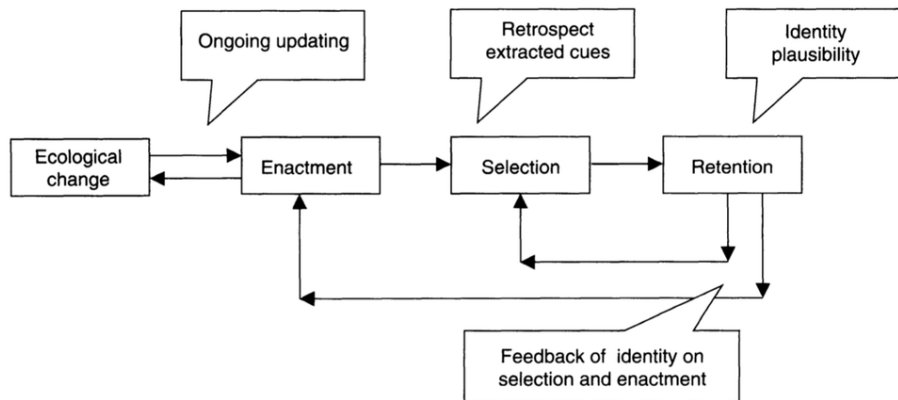 Ongoing updating
Retrospect
extracted cues
Identity
plausibility
Ecological
change
Enactment
Selection
Retention
Feedback of identity on
selection and enactment